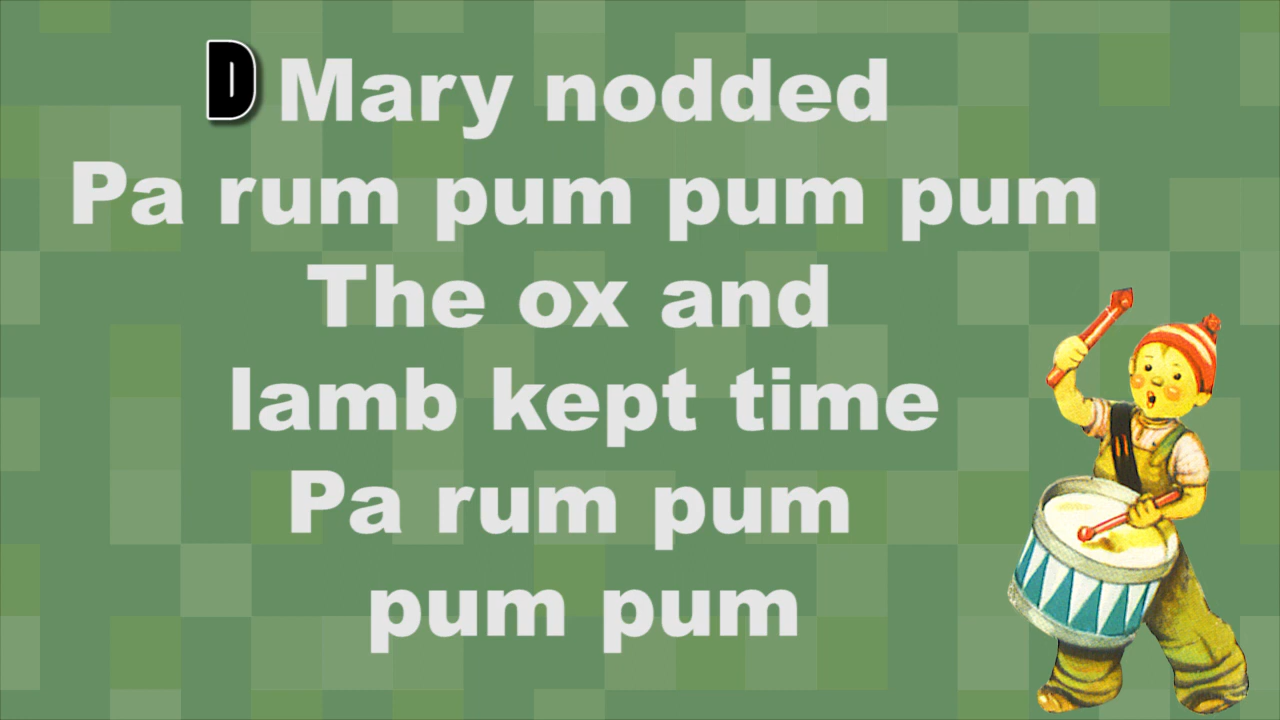 D Mary nodded
Pa rum pum pum pum
The ox and
lamb kept time
Pa rum pum
pum pum